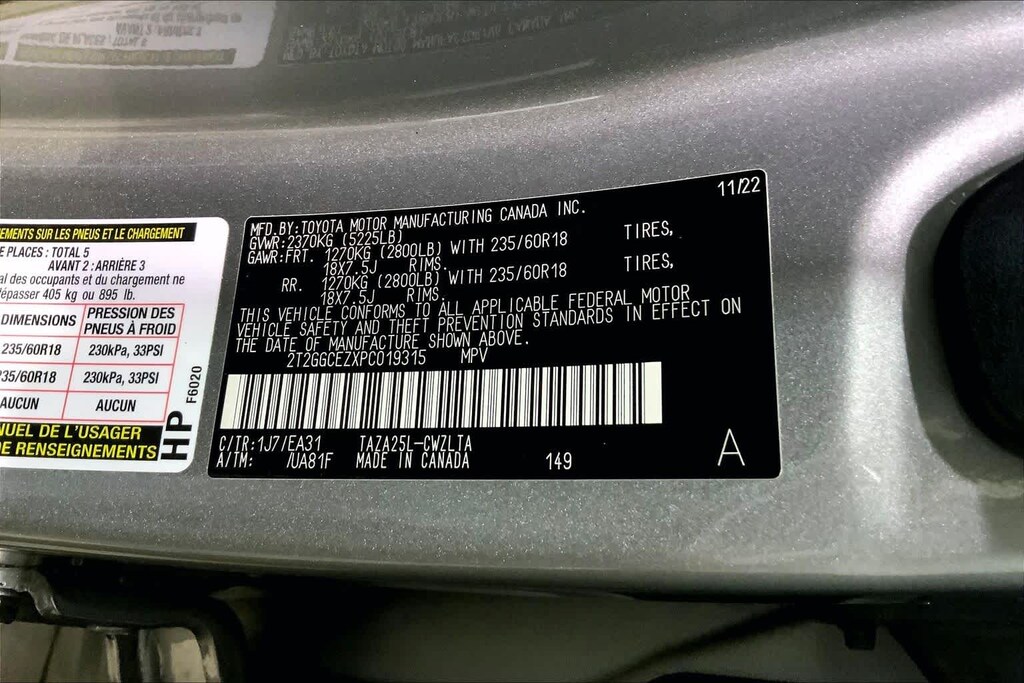 EMENTS SUR LES PNEUS ET LE CHARGEMENT
E PLACES : TOTAL 5
AVANT 2 : ARRIÈRE 3
al des occupants et du chargement ne
dépasser 405 kg ou 895 lb.
DIMENSIONS PRESSION DES PNEUS À FROID
235/60R18 230kPa, 33PSI
235/60R18 230kPa, 33PSI
AUCUN AUCUN
NUEL DE L'USAGER
DE RENSEIGNEMENTS
HP
F6020
11/22
MFD.BY:TOYOTA MOTOR MANUFACTURING CANADA INC.
GVWR:2370KG (5225LB)
GAWR:FRT. 1270KG (2800LB) WITH 235/60R18 TIRES,
18X7.5J RIMS.
RR. 1270KG (2800LB) WITH 235/60R18 TIRES,
18X7.5J RIMS.
THIS VEHICLE CONFORMS TO ALL APPLICABLE FEDERAL MOTOR
VEHICLE SAFETY AND THEFT PREVENTION STANDARDS IN EFFECT ON
THE DATE OF MANUFACTURE SHOWN ABOVE.
2T2GGCEZXPC019315 MPV
C/TR:1J7/EA31 TAZA25L-CWZLTA
A/TM: /UA81F MADE IN CANADA 149
A